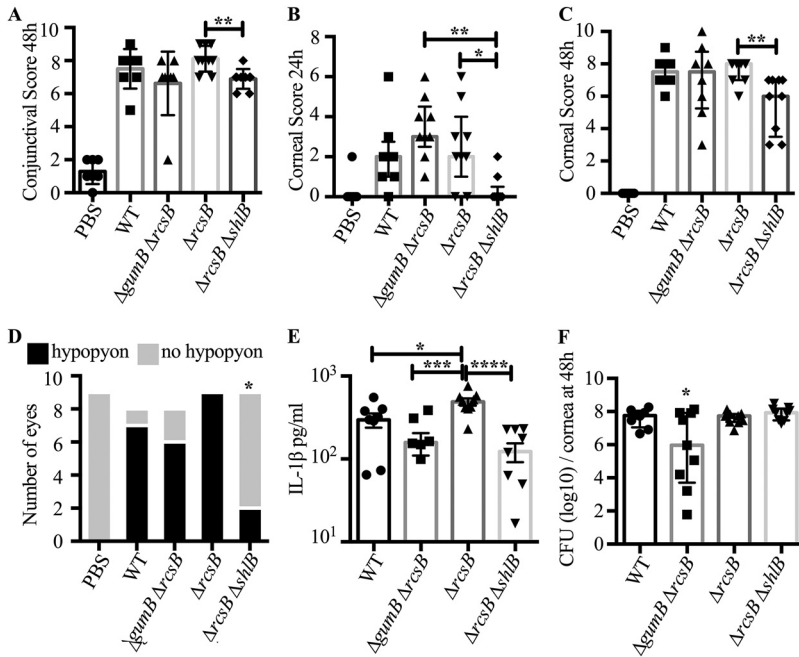 A
Conjunctival Score 48h
10
8
6
4
2
0
**
PBS
WT
ΔgumB ΔrcsB
ΔrcsB
ΔrcsB ΔshlB
B
Corneal Score 24h
8
6
4
2
0
**
*
PBS
WT
ΔgumB ΔrcsB
ΔrcsB
ΔrcsB ΔshlB
C
Corneal Score 48h
10
8
6
4
2
0
**
PBS
WT
ΔgumB ΔrcsB
ΔrcsB
ΔrcsB ΔshlB
D
hypopyon
no hypopyon
Number of eyes
10
8
6
4
2
0
*
PBS
WT
ΔgumB ΔrcsB
ΔrcsB
ΔrcsB ΔshlB
E
IL-1β pg/ml
10³
10²
10¹
*
***
****
WT
ΔgumB ΔrcsB
ΔrcsB
ΔrcsB ΔshlB
F
CFU (log10) / cornea at 48h
10
8
6
4
2
0
*
WT
ΔgumB ΔrcsB
ΔrcsB
ΔrcsB ΔshlB